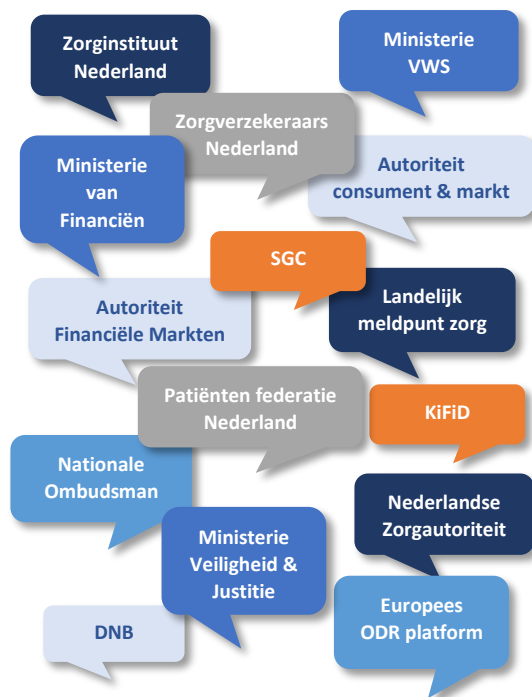 Zorginstituut
Nederland
Ministerie
VWS
Zorgverzekeraars
Nederland
Ministerie
van
Financiën
Autoriteit
consument & markt
SGC
Autoriteit
Financiële Markten
Landelijk
meldpunt zorg
Patiënten federatie
Nederland
KiFiD
Nationale
Ombudsman
Nederlandse
Zorgautoriteit
Ministerie
Veiligheid &
Justitie
Europees
ODR platform
DNB